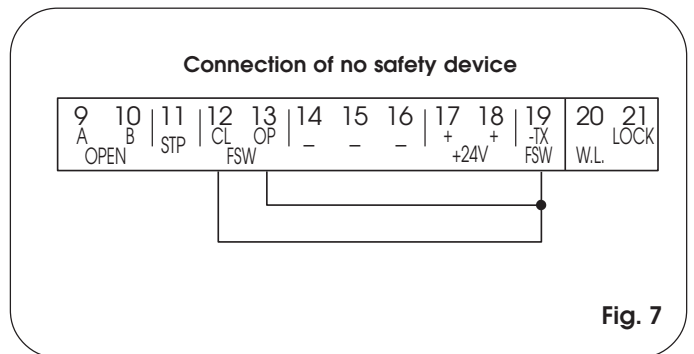 Connection of no safety device
9 10 11 12 13 14 15 16 17 18 19 20 21
A B STP CL OP – – – + + -TX W.L. LOCK
OPEN FSW +24V FSW
Fig. 7